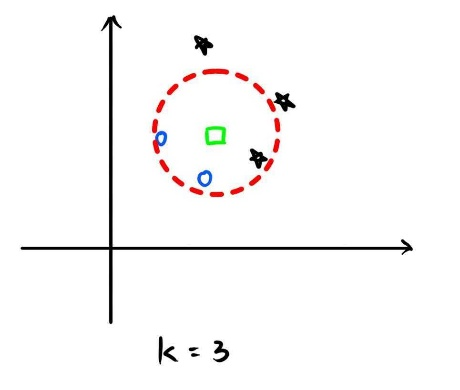 k = 3